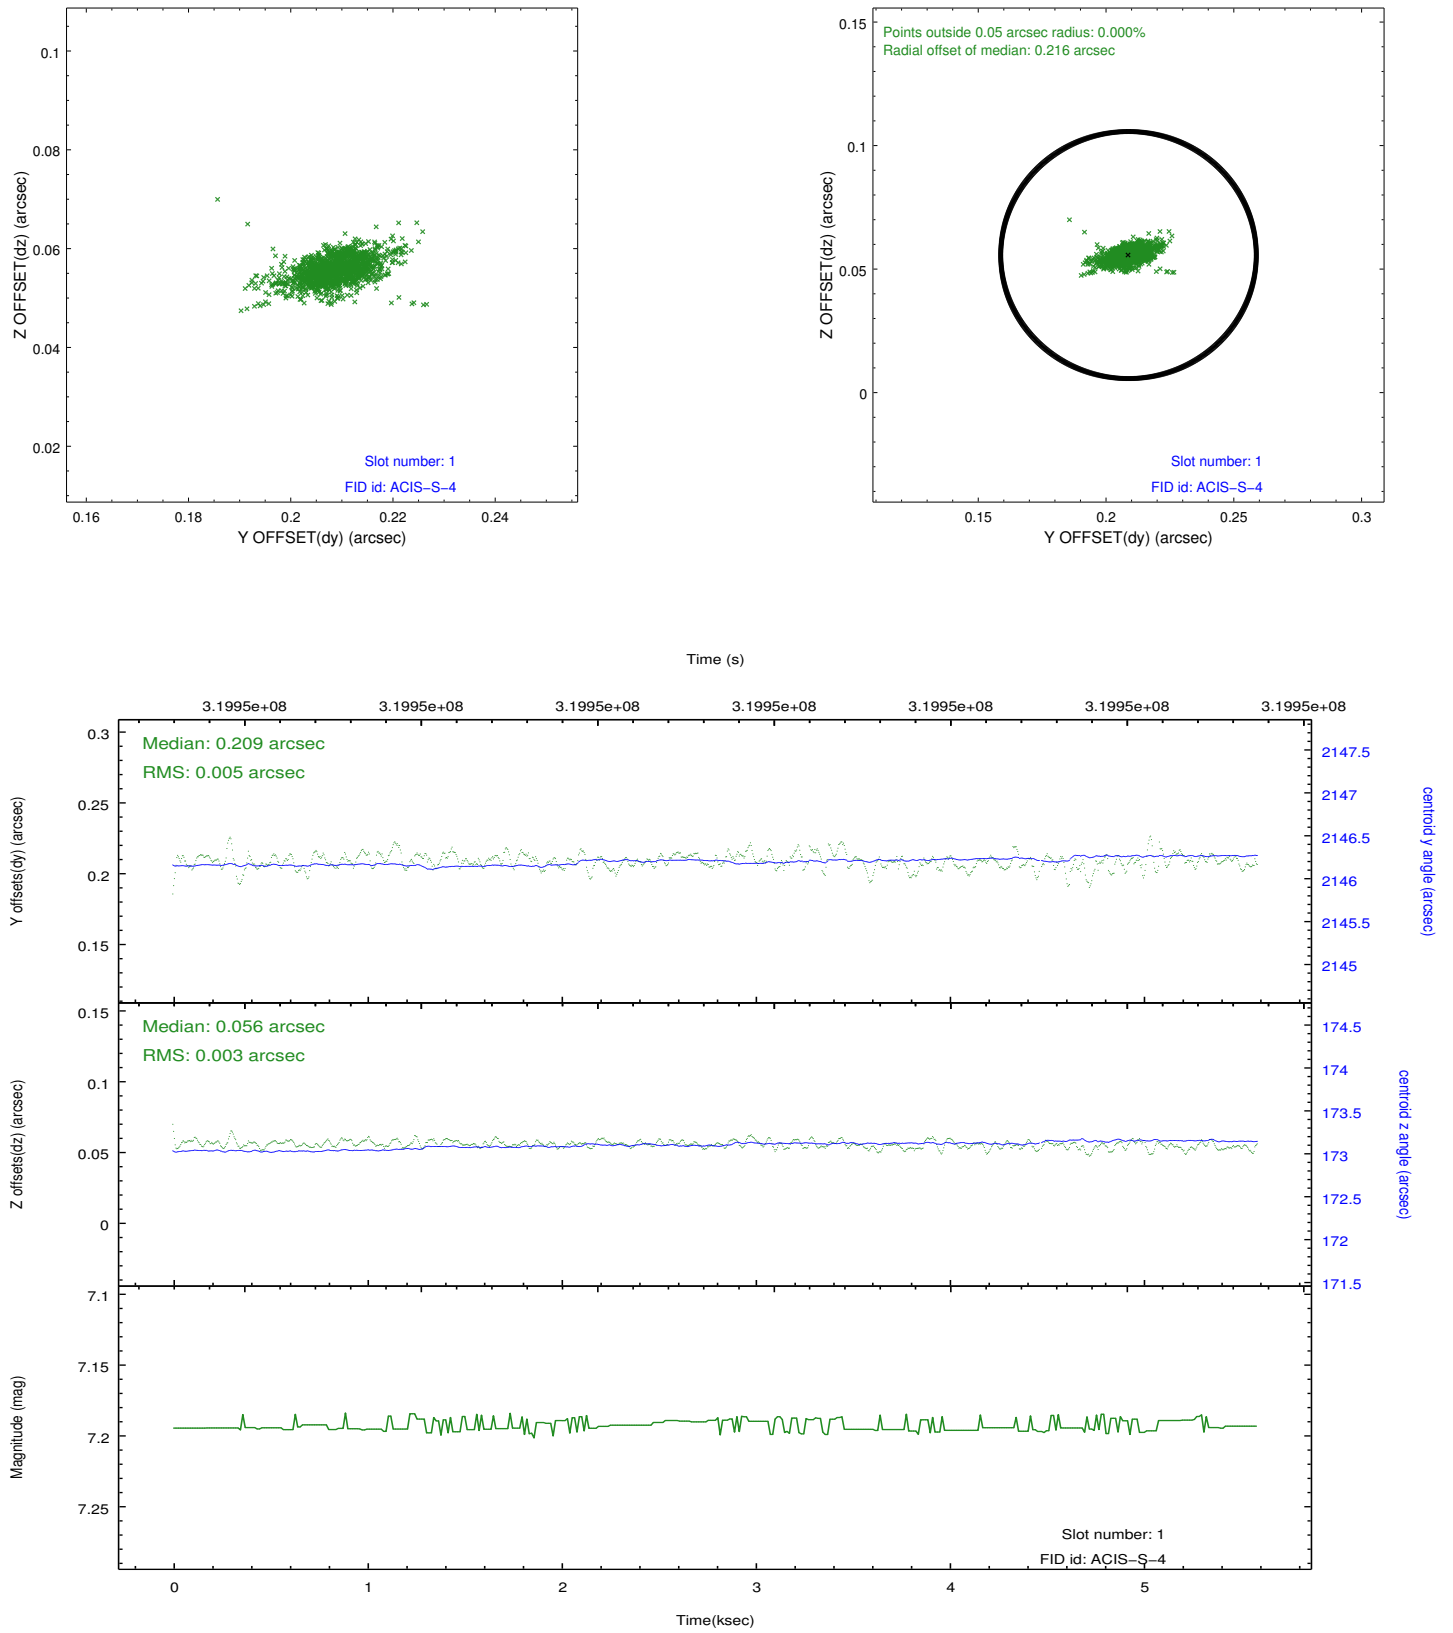 0.1
0.08
0.06
0.04
0.02
Z OFFSET(dz) (arcsec)
Slot number: 1
FID id: ACIS−S−4
0.16
0.18
0.2
0.22
0.24
Y OFFSET(dy) (arcsec)
Points outside 0.05 arcsec radius: 0.000%
Radial offset of median: 0.216 arcsec
0.15
0.1
0.05
0
Z OFFSET(dz) (arcsec)
Slot number: 1
FID id: ACIS−S−4
0.15
0.2
0.25
0.3
Y OFFSET(dy) (arcsec)
Time (s)
3.1995e+08
3.1995e+08
3.1995e+08
3.1995e+08
3.1995e+08
3.1995e+08
3.1995e+08
Median: 0.209 arcsec
RMS: 0.005 arcsec
0.3
0.25
0.2
0.15
Y offsets(dy) (arcsec)
2147.5
2147
2146.5
2146
2145.5
2145
centroid y angle (arcsec)
Median: 0.056 arcsec
RMS: 0.003 arcsec
0.15
0.1
0.05
0
Z offsets(dz) (arcsec)
174.5
174
173.5
173
172.5
172
171.5
centroid z angle (arcsec)
7.1
7.15
7.2
7.25
Magnitude (mag)
Slot number: 1
FID id: ACIS−S−4
0
1
2
3
4
5
Time(ksec)